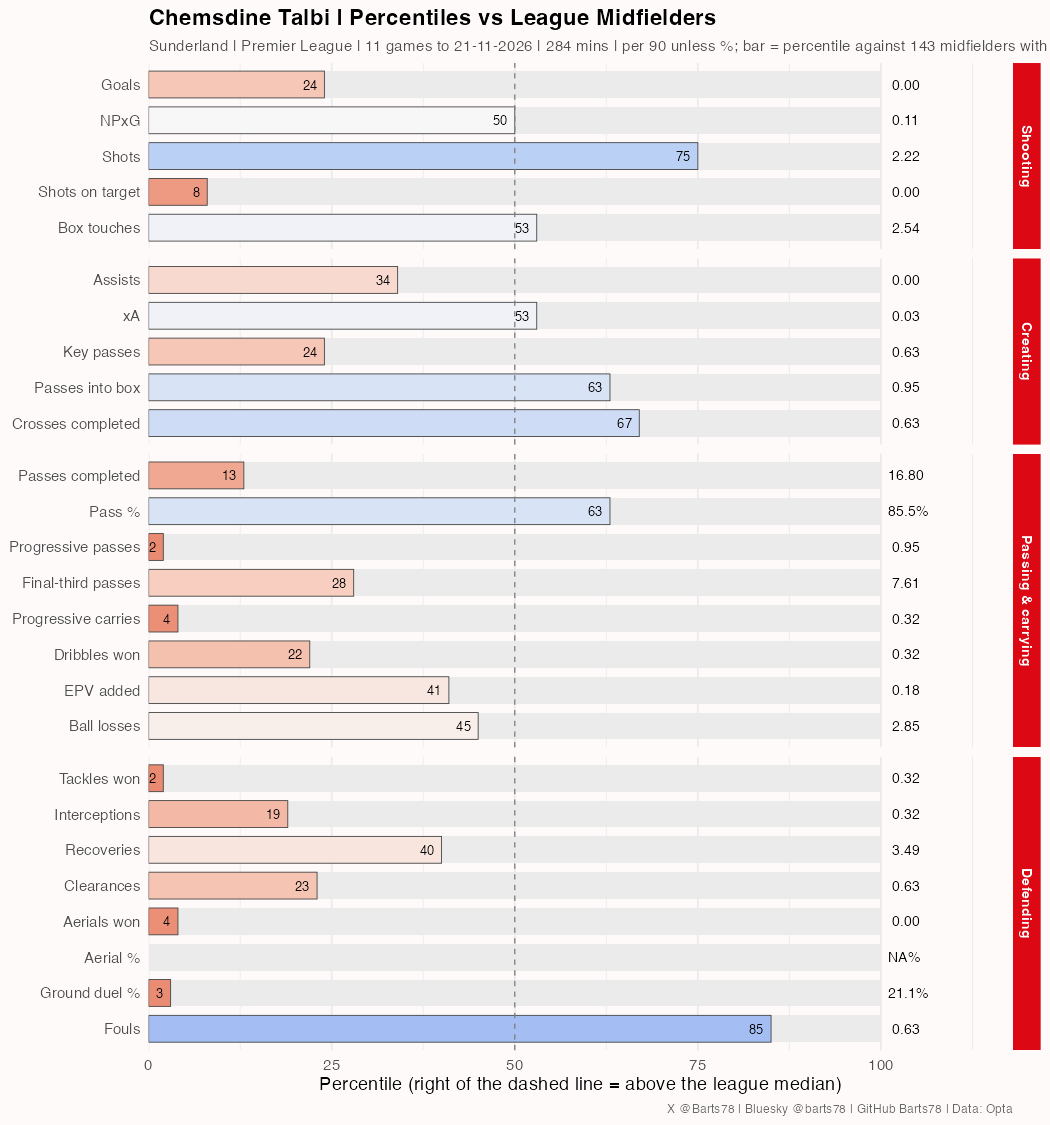 Chemsdine Talbi | Percentiles vs League Midfielders
Sunderland | Premier League | 11 games to 21-11-2026 | 284 mins | per 90 unless %; bar = percentile against 143 midfielders with
Goals 24 0.00
NPxG 50 0.11
Shots 75 2.22
Shots on target 8 0.00
Box touches 53 2.54
Shooting
Assists 34 0.00
xA 53 0.03
Key passes 24 0.63
Passes into box 63 0.95
Crosses completed 67 0.63
Creating
Passes completed 13 16.80
Pass % 63 85.5%
Progressive passes 2 0.95
Final-third passes 28 7.61
Progressive carries 4 0.32
Dribbles won 22 0.32
EPV added 41 0.18
Ball losses 45 2.85
Passing & carrying
Tackles won 2 0.32
Interceptions 19 0.32
Recoveries 40 3.49
Clearances 23 0.63
Aerials won 4 0.00
Aerial % NA%
Ground duel % 3 21.1%
Fouls 85 0.63
Defending
0 25 50 75 100
Percentile (right of the dashed line = above the league median)
X @Barts78 | Bluesky @barts78 | GitHub Barts78 | Data: Opta